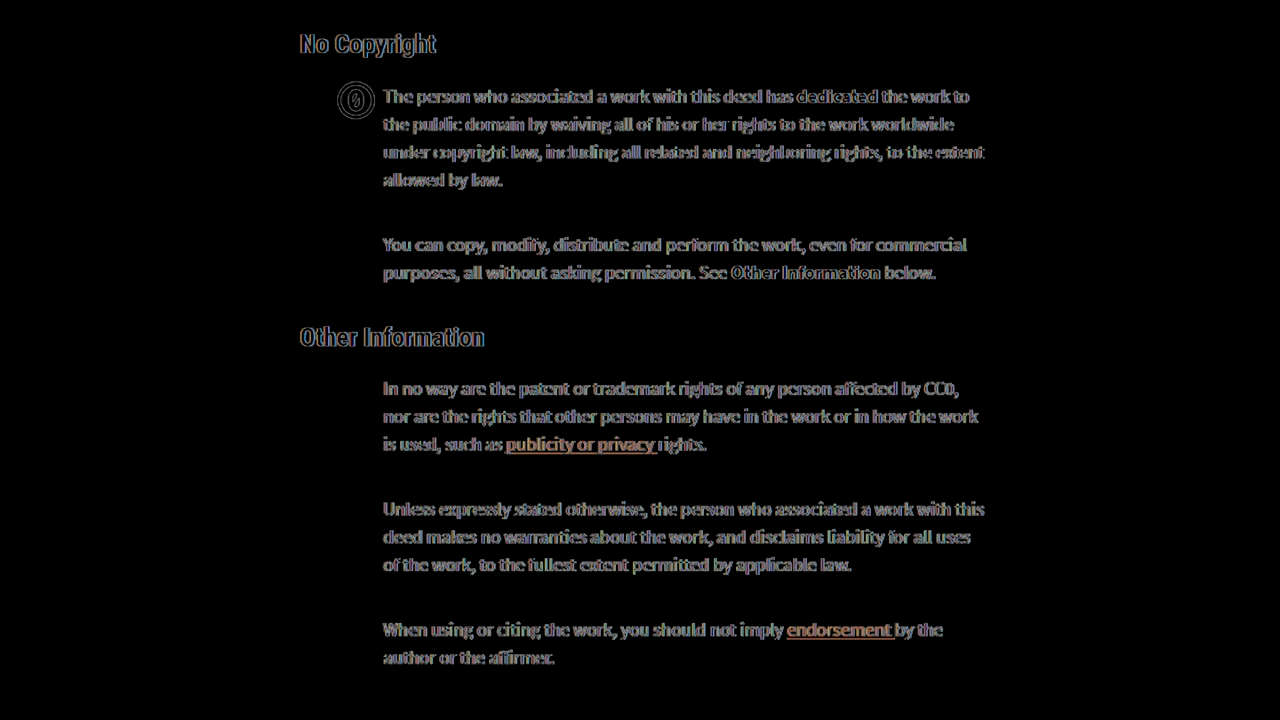 No Copyright
The person who associated a work with this deed has dedicated the work to
the public domain by waiving all of his or her rights to the work worldwide
under copyright law, including all related and neighboring rights, to the extent
allowed by law.
You can copy, modify, distribute and perform the work, even for commercial
purposes, all without asking permission. See Other Information below.
Other Information
In no way are the patent or trademark rights of any person affected by CC0,
nor are the rights that other persons may have in the work or in how the work
is used, such as publicity or privacy rights.
Unless expressly stated otherwise, the person who associated a work with this
deed makes no warranties about the work, and disclaims liability for all uses
of the work, to the fullest extent permitted by applicable law.
When using or citing the work, you should not imply endorsement by the
author or the affirmer.